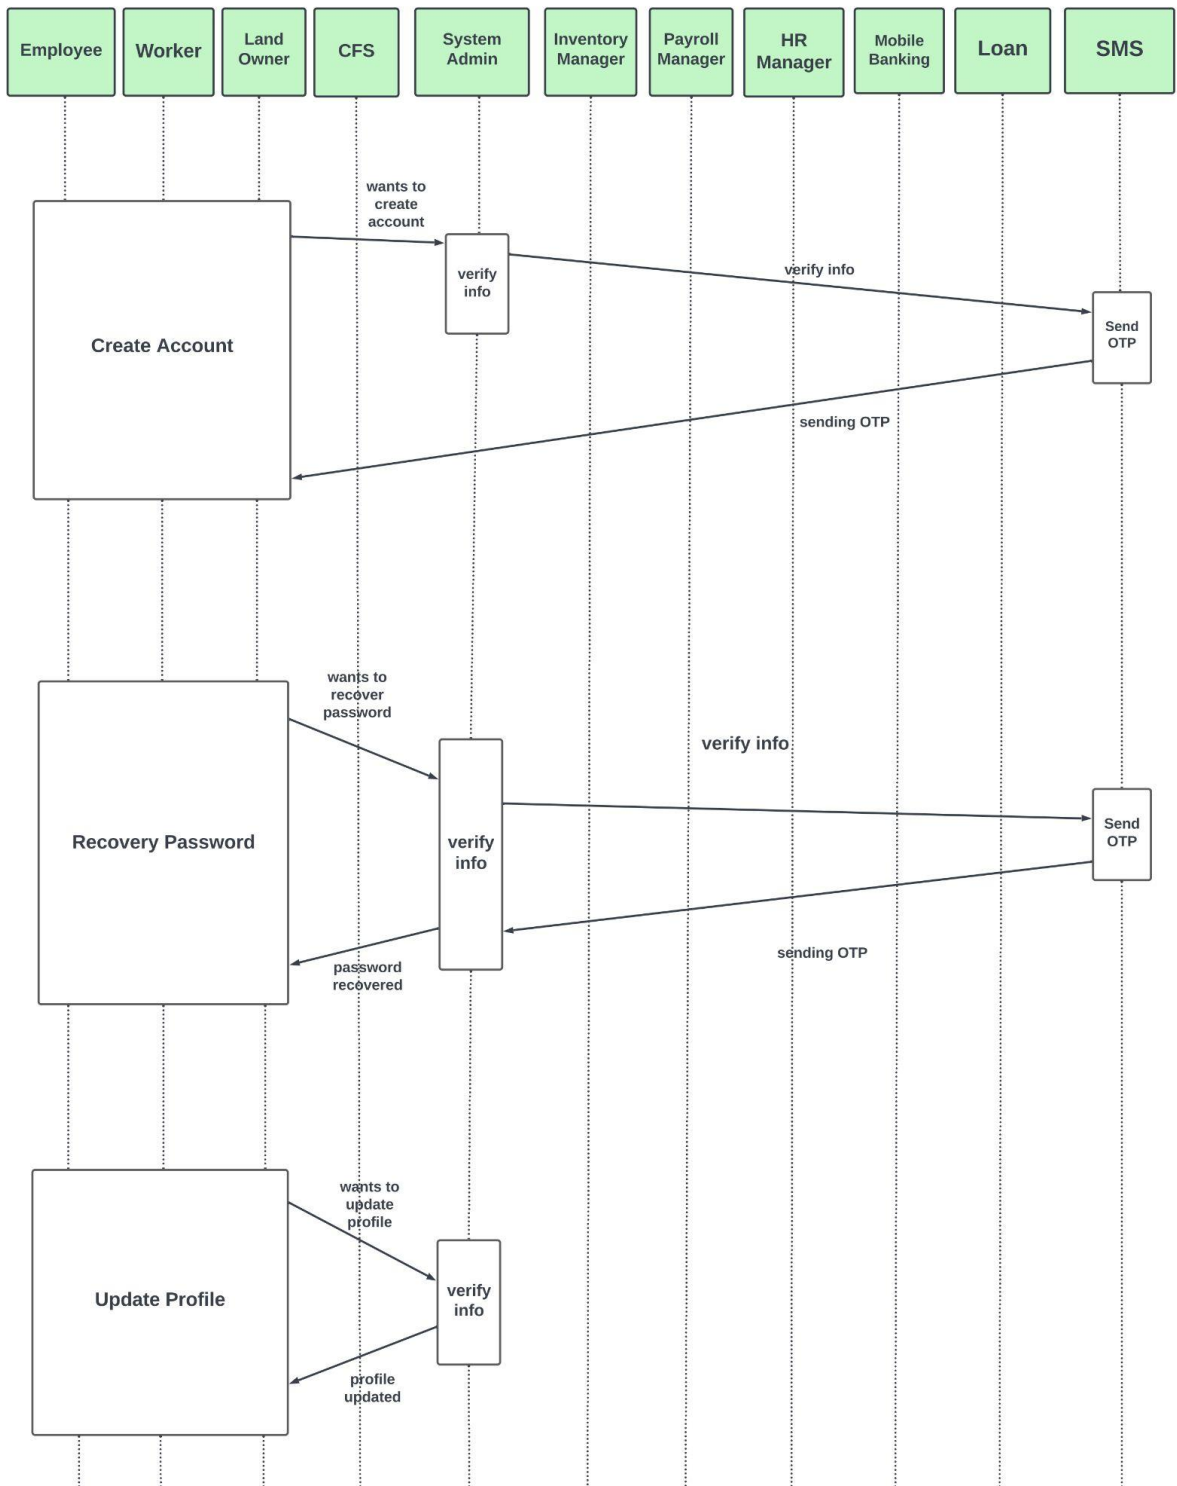 Employee
Worker
Land
Owner
CFS
System
Admin
Inventory
Manager
Payroll
Manager
HR
Manager
Mobile
Banking
Loan
SMS
wants to
create
account
verify
info
verify info
Send
OTP
Create Account
sending OTP
wants to
recover
password
verify info
Recovery Password
verify
info
Send
OTP
sending OTP
password
recovered
wants to
update
profile
Update Profile
verify
info
profile
updated